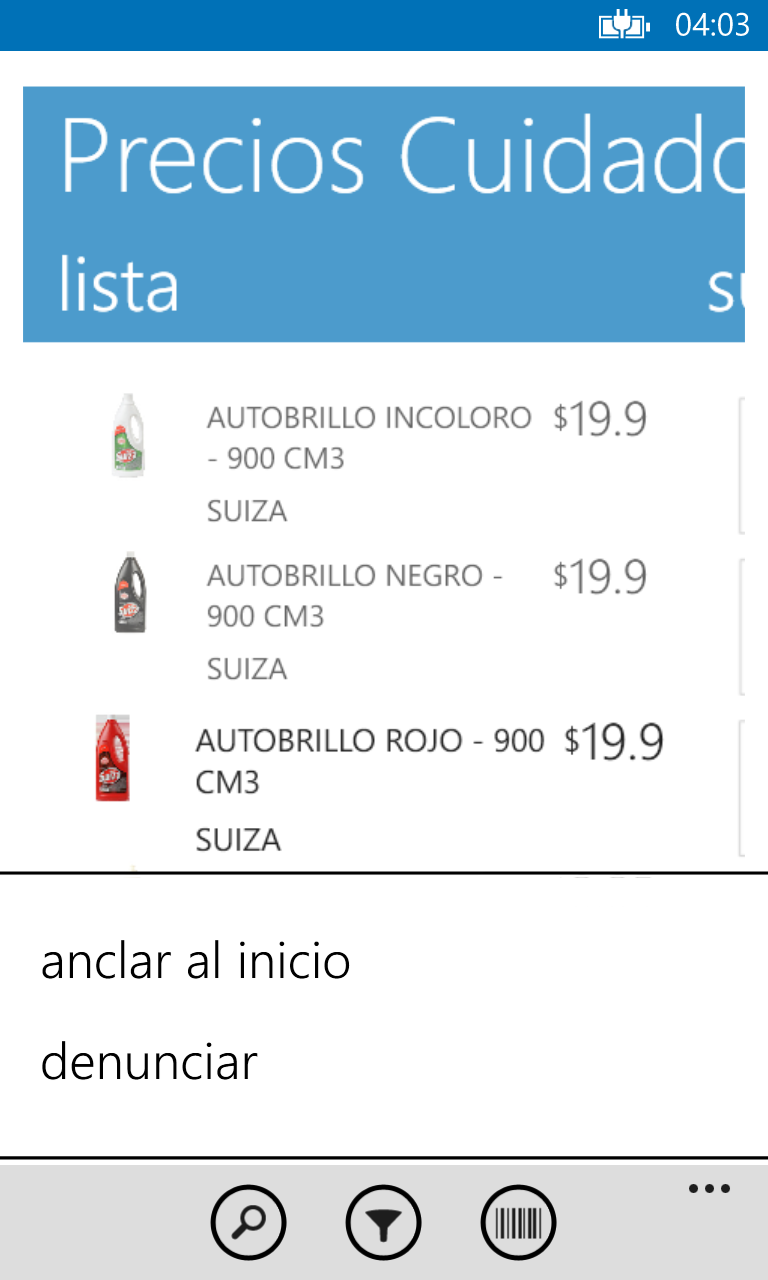 04:03
Precios Cuidado
lista su
AUTOBRILLO INCOLORO $19.9
- 900 CM3
SUIZA
AUTOBRILLO NEGRO - $19.9
900 CM3
SUIZA
AUTOBRILLO ROJO - 900 $19.9
CM3
SUIZA
anclar al inicio
denunciar